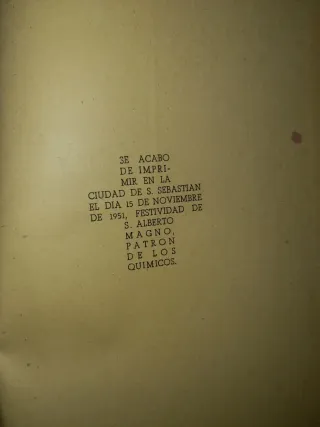 SE ACABO
DE IMPRI-
MIR EN LA
CIUDAD DE S. SEBASTIAN
EL DIA 15 DE NOVIEMBRE
DE 1951, FESTIVIDAD DE
S. ALBERTO
MAGNO,
PATRON
DE LOS
QUIMICOS.